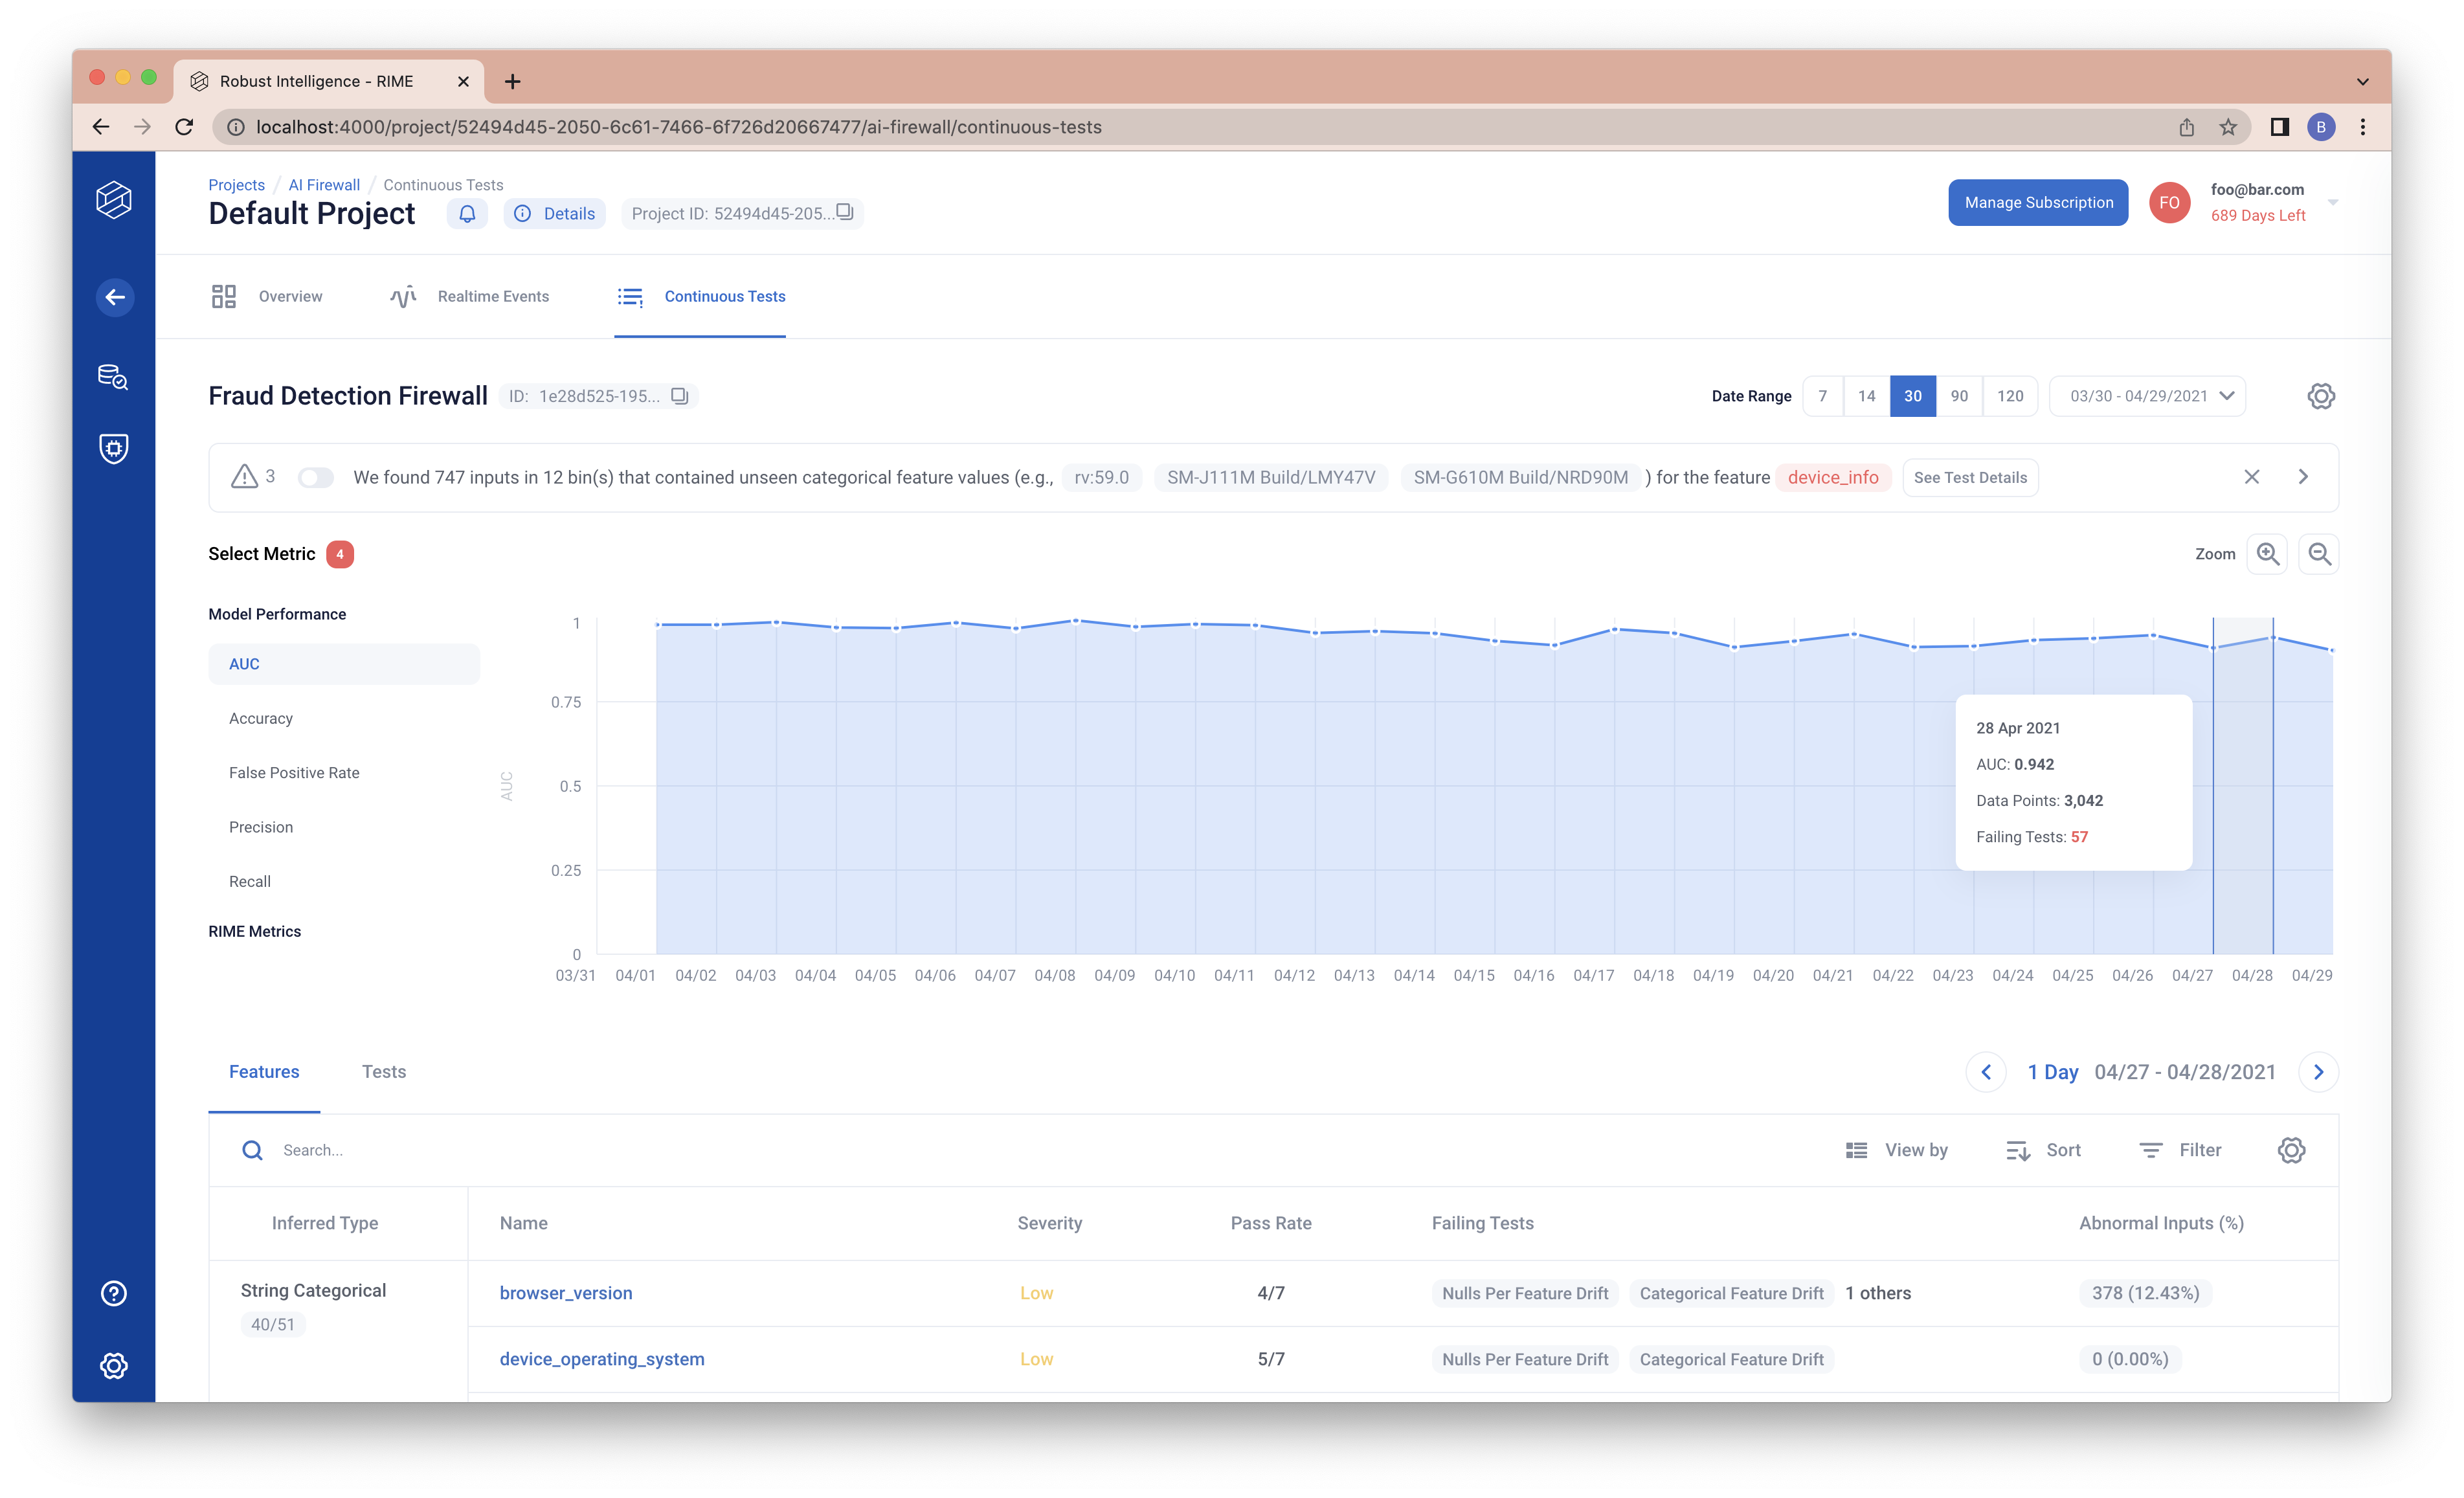 Robust Intelligence - RIME
localhost:4000/project/52494d45-2050-6c61-7466-6f726d20667477/ai-firewall/continuous-tests
B
Projects / AI Firewall / Continuous Tests
Default Project
Details
Project ID: 52494d45-205...
Manage Subscription
FO
foo@bar.com
689 Days Left
Overview
Realtime Events
Continuous Tests
Fraud Detection Firewall
ID: 1e28d525-195...
Date Range
7 14 30 90 120
03/30 - 04/29/2021
3
We found 747 inputs in 12 bin(s) that contained unseen categorical feature values (e.g., rv:59.0 SM-J111M Build/LMY47V SM-G610M Build/NRD90M ) for the feature device_info
See Test Details
Select Metric 4
Zoom
Model Performance
AUC
Accuracy
False Positive Rate
Precision
Recall
RIME Metrics
AUC
1
0.75
0.5
0.25
0
28 Apr 2021
AUC: 0.942
Data Points: 3,042
Failing Tests: 57
03/31 04/01 04/02 04/03 04/04 04/05 04/06 04/07 04/08 04/09 04/10 04/11 04/12 04/13 04/14 04/15 04/16 04/17 04/18 04/19 04/20 04/21 04/22 04/23 04/24 04/25 04/26 04/27 04/28 04/29
Features
Tests
1 Day 04/27 - 04/28/2021
Search...
View by
Sort
Filter
Inferred Type Name Severity Pass Rate Failing Tests Abnormal Inputs (%)
String Categorical
40/51
browser_version Low 4/7 Nulls Per Feature Drift Categorical Feature Drift 1 others 378 (12.43%)
device_operating_system Low 5/7 Nulls Per Feature Drift Categorical Feature Drift 0 (0.00%)